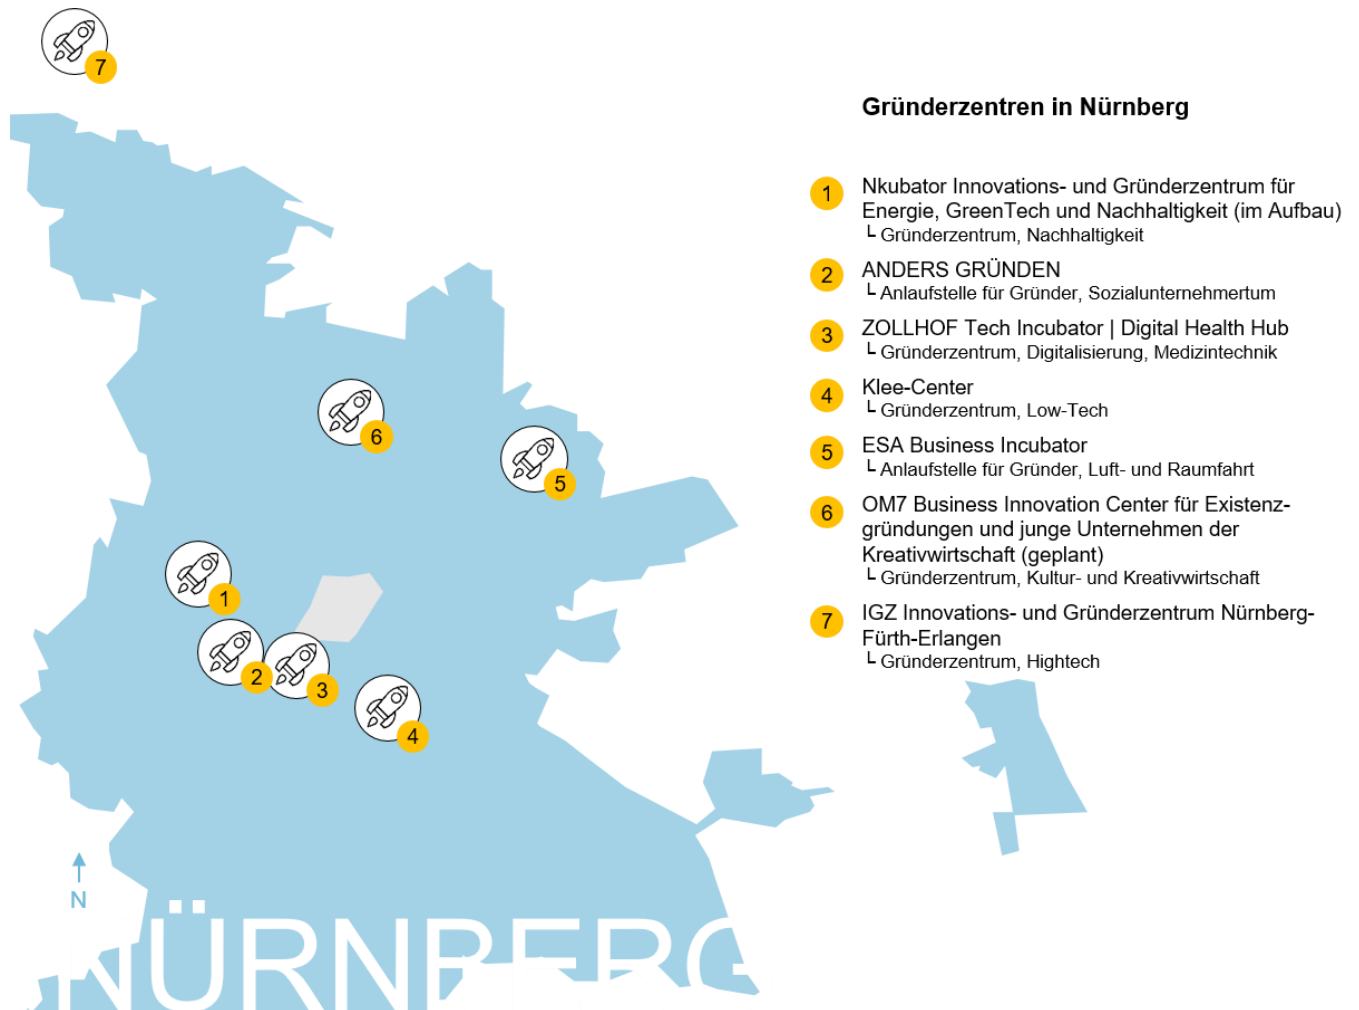 7
Gründerzentren in Nürnberg
1
Nkubator Innovations- und Gründerzentrum für
Energie, GreenTech und Nachhaltigkeit (im Aufbau)
└ Gründerzentrum, Nachhaltigkeit
2
ANDERS GRÜNDEN
└ Anlaufstelle für Gründer, Sozialunternehmertum
3
ZOLLHOF Tech Incubator | Digital Health Hub
└ Gründerzentrum, Digitalisierung, Medizintechnik
4
Klee-Center
└ Gründerzentrum, Low-Tech
5
ESA Business Incubator
└ Anlaufstelle für Gründer, Luft- und Raumfahrt
6
OM7 Business Innovation Center für Existenz-
gründungen und junge Unternehmen der
Kreativwirtschaft (geplant)
└ Gründerzentrum, Kultur- und Kreativwirtschaft
7
IGZ Innovations- und Gründerzentrum Nürnberg-
Fürth-Erlangen
└ Gründerzentrum, Hightech
6
5
1
2
3
4
N
NÜRNBERG